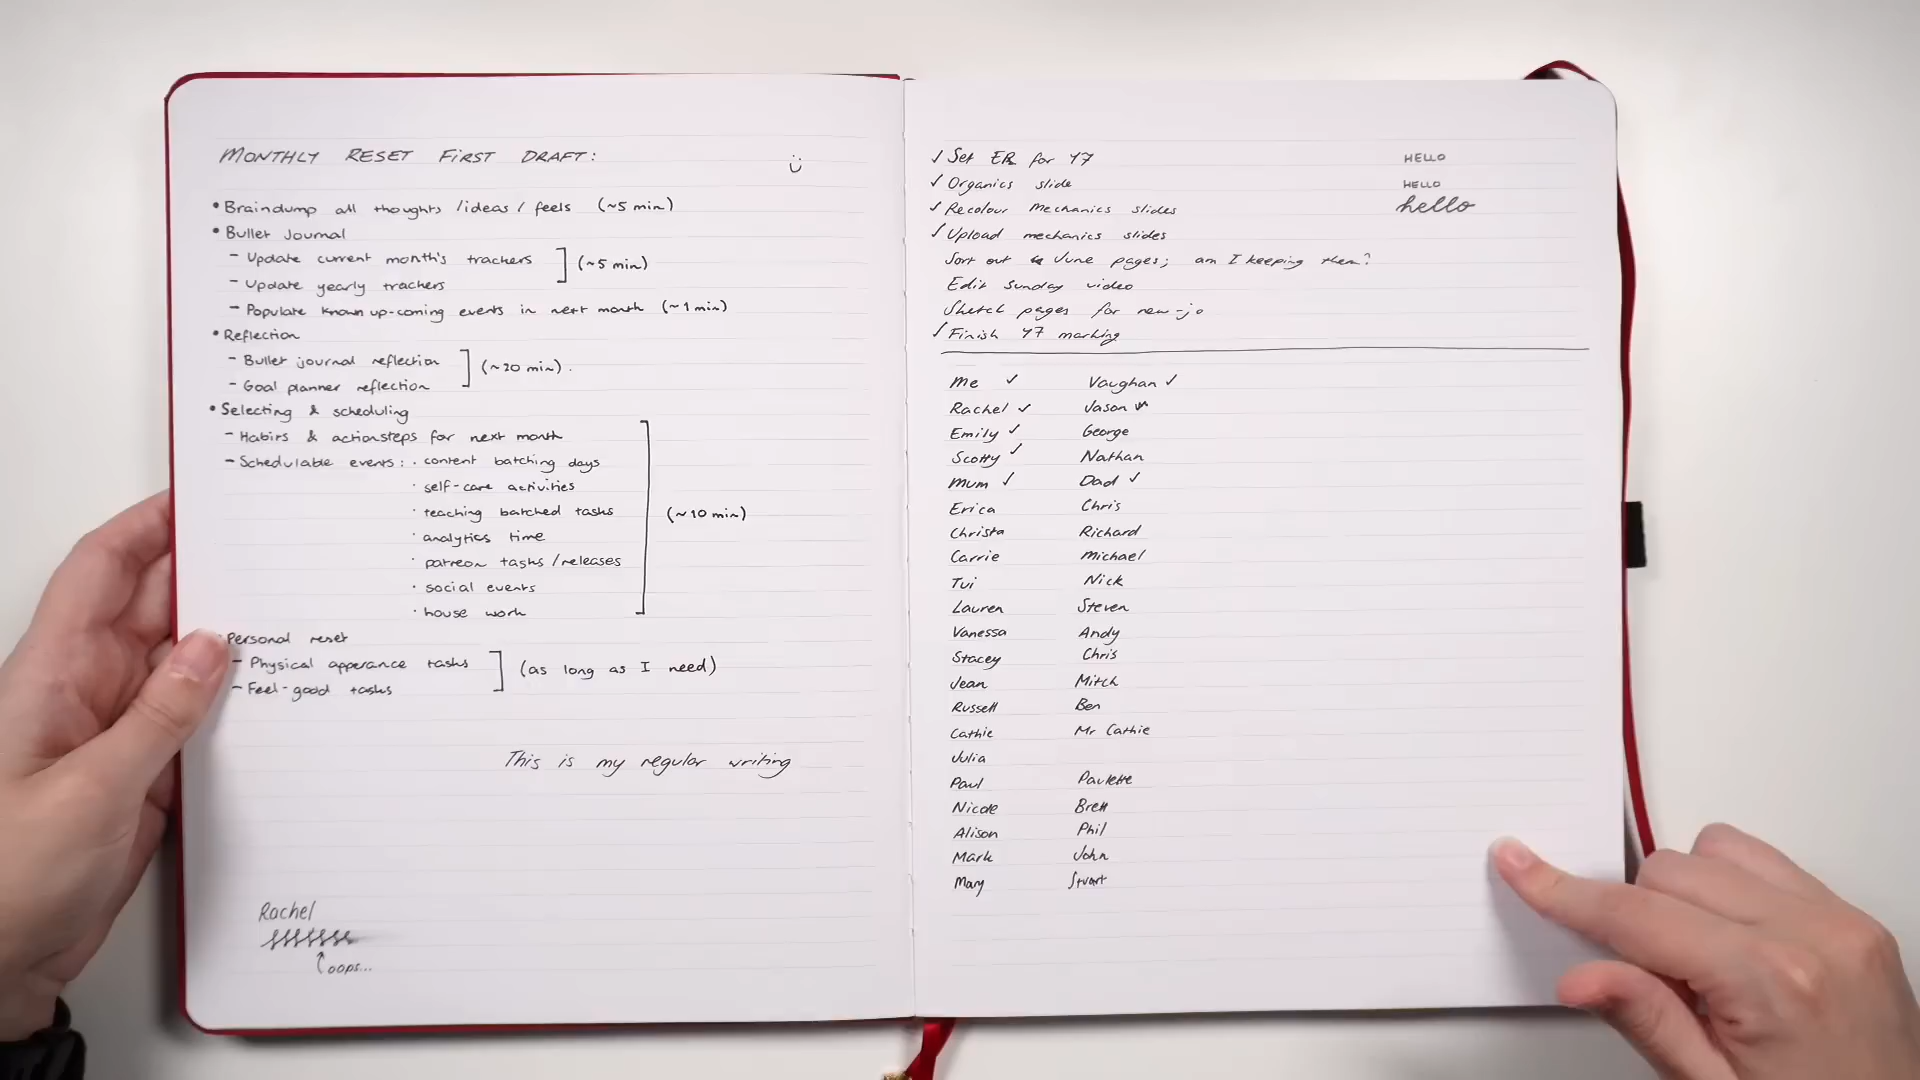 MONTHLY RESET FIRST DRAFT:
• Braindump all thoughts / ideas / feels (~5 min)
• Bullet Journal
- Update current month's trackers
- Update yearly trackers
(~5 min)
- Populate known up-coming events in next month (~1 min)
• Reflection
- Bullet journal reflection
- Goal planner reflection
(~20 min).
• Selecting & scheduling
- Habits & actionsteps for next month
- Schedulable events: · content batching days
· self-care activities
· teaching batched tasks
· analytics time
· patreon tasks / releases
· social events
· house work
(~10 min)
Personal reset
- Physical apperance tasks
- Feel-good tasks
(as long as I need)
This is my regular writing
Rachel
oops...
✓ Set ER for Y7
✓ Organics slide
✓ Recolour Mechanics slides
✓ Upload mechanics slides
Sort out June pages; am I keeping them?
Edit Sunday video
Sketch pages for new-jo
✓ Finish Y7 marking
HELLO
HELLO
hello
Me ✓ Vaughan ✓
Rachel ✓ Jason ✓
Emily ✓ George
Scotty ✓ Nathan
Mum ✓ Dad ✓
Erica Chris
Christa Richard
Carrie Michael
Tui Nick
Lauren Steven
Vanessa Andy
Stacey Chris
Jean Mitch
Russell Ben
Cathie Mr Cathie
Julia
Paul Paulette
Nicole Brett
Alison Phil
Mark John
Mary Stuart